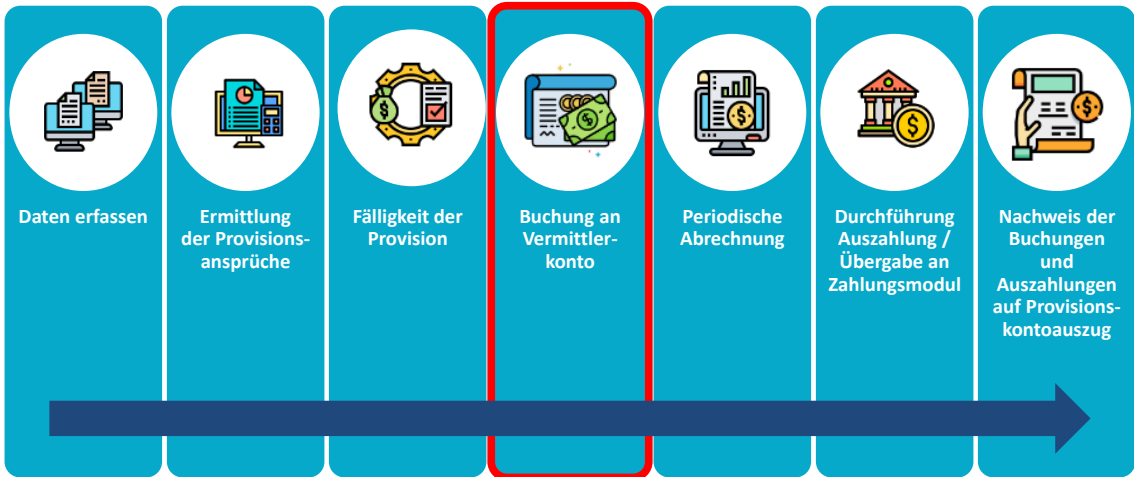 Daten erfassen
Ermittlung
der Provisions-
ansprüche
Fälligkeit der
Provision
Buchung an
Vermittler-
konto
Periodische
Abrechnung
Durchführung
Auszahlung /
Übergabe an
Zahlungsmodul
Nachweis der
Buchungen
und
Auszahlungen
auf Provisions-
kontoauszug